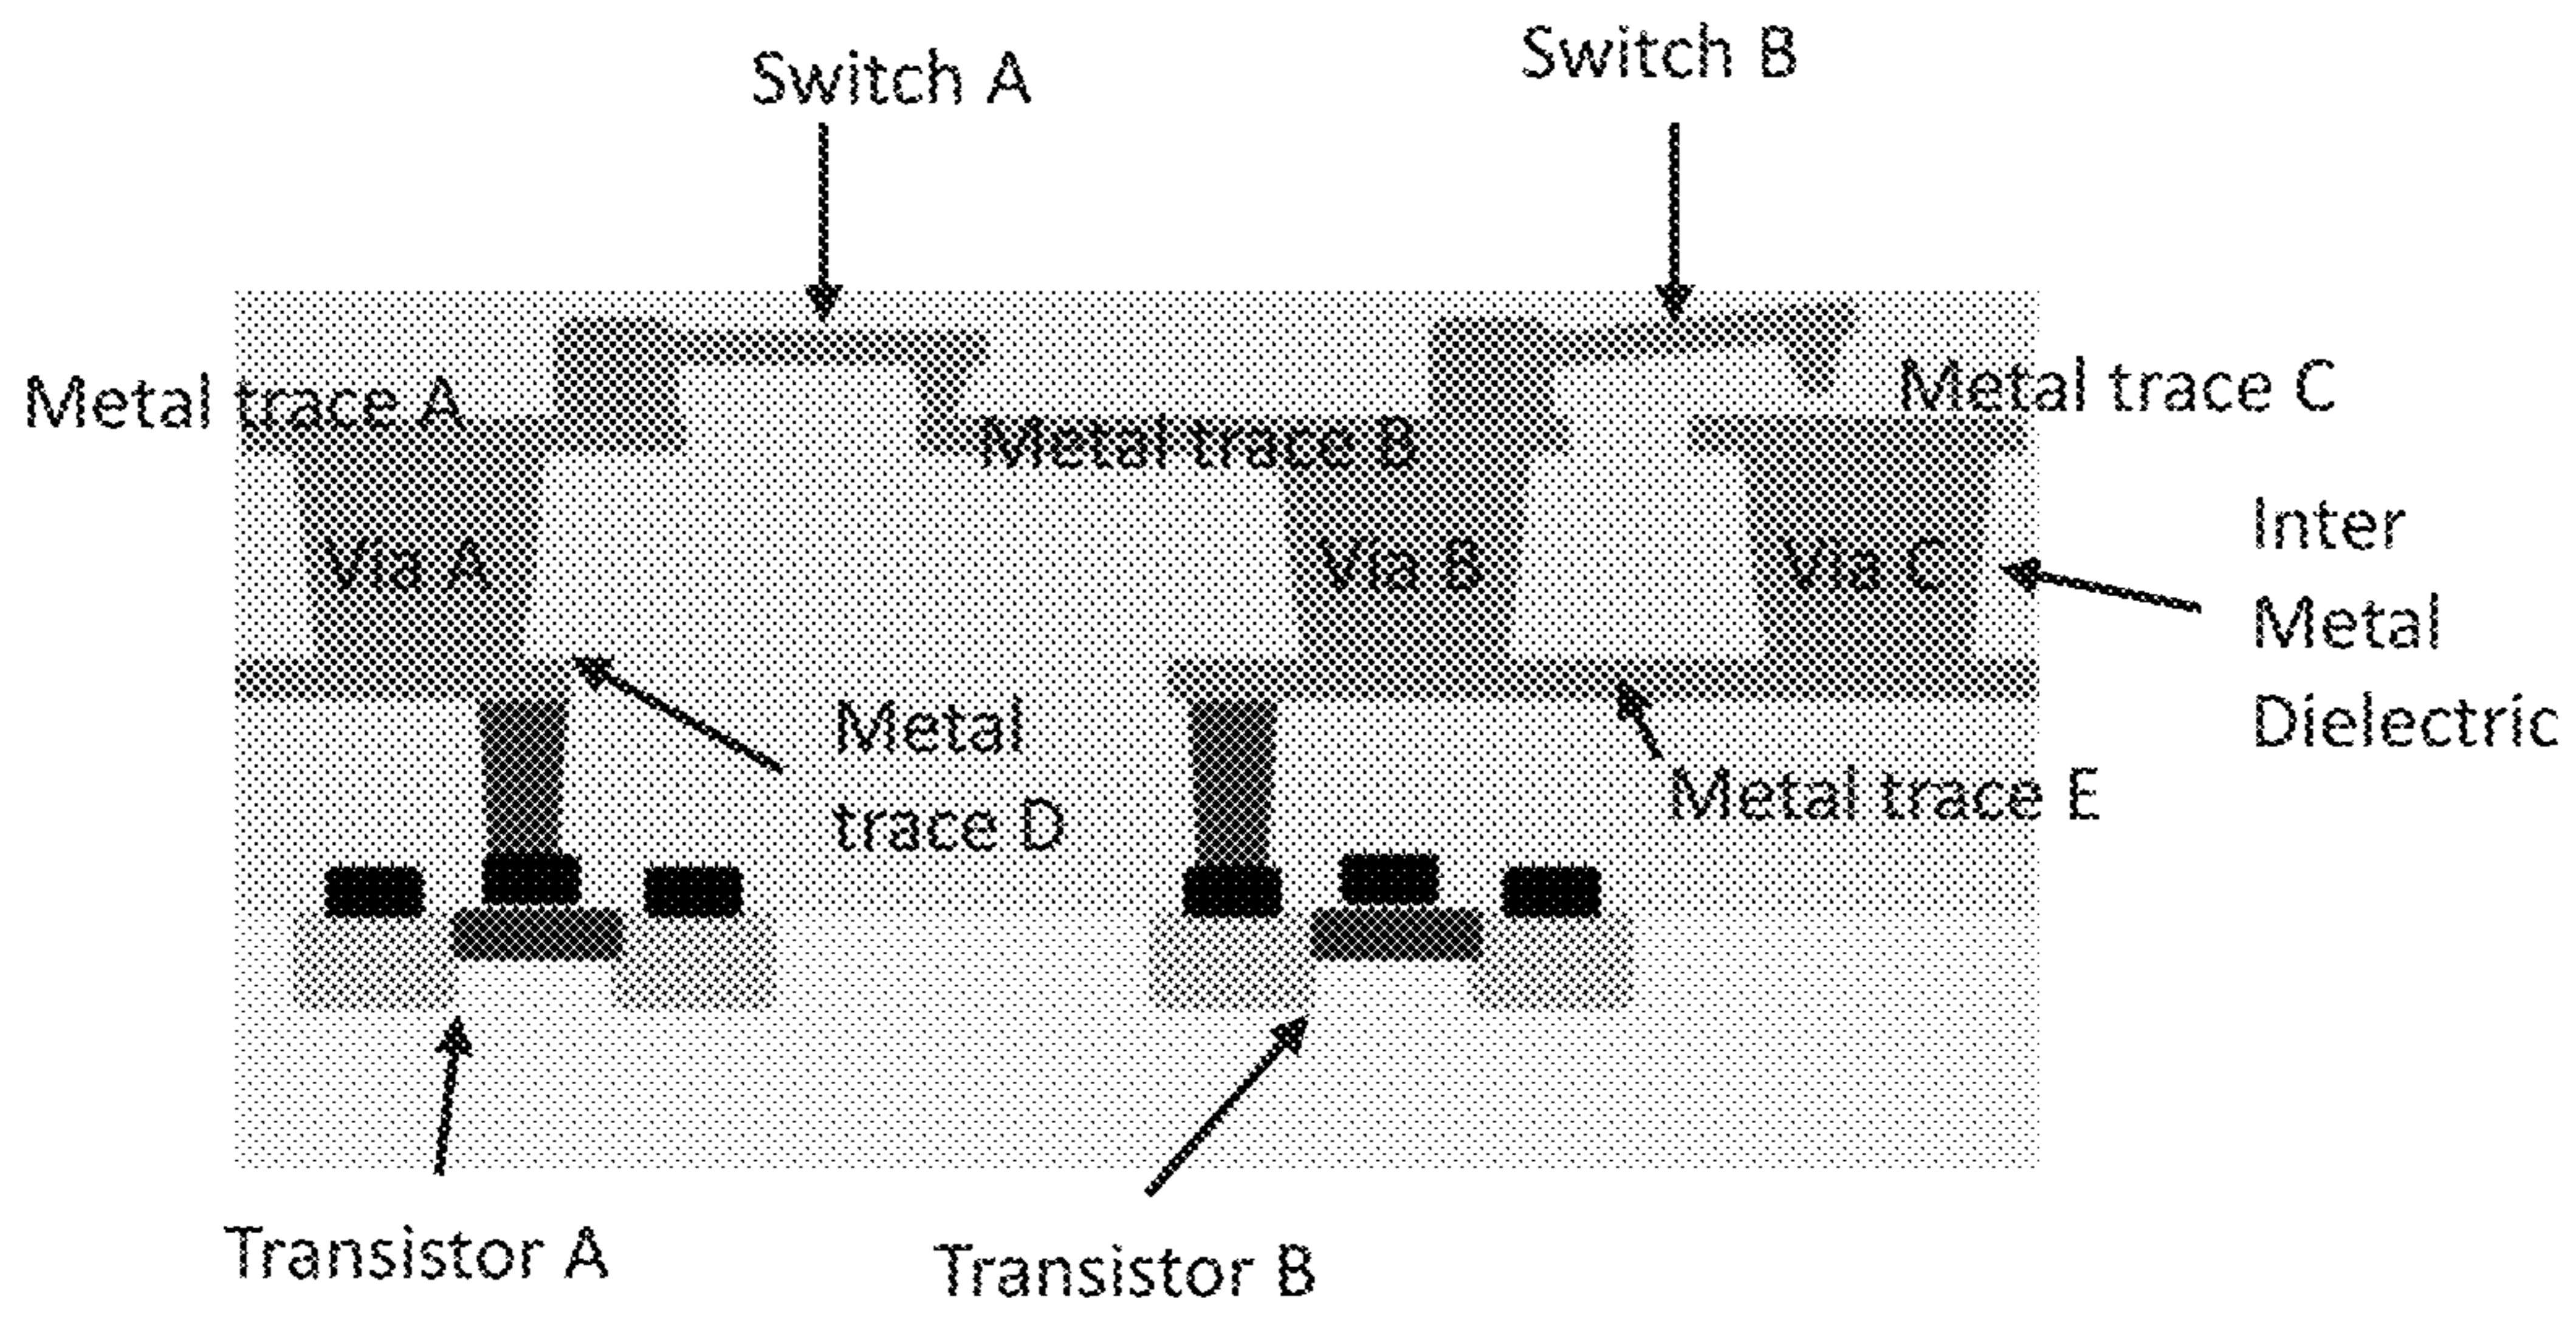 Switch A
Switch B
Metal trace A
Metal trace B
Metal trace C
Via A
Via B
Via C
Inter
Metal
Dielectric
Metal
trace D
Metal trace E
Transistor A
Transistor B